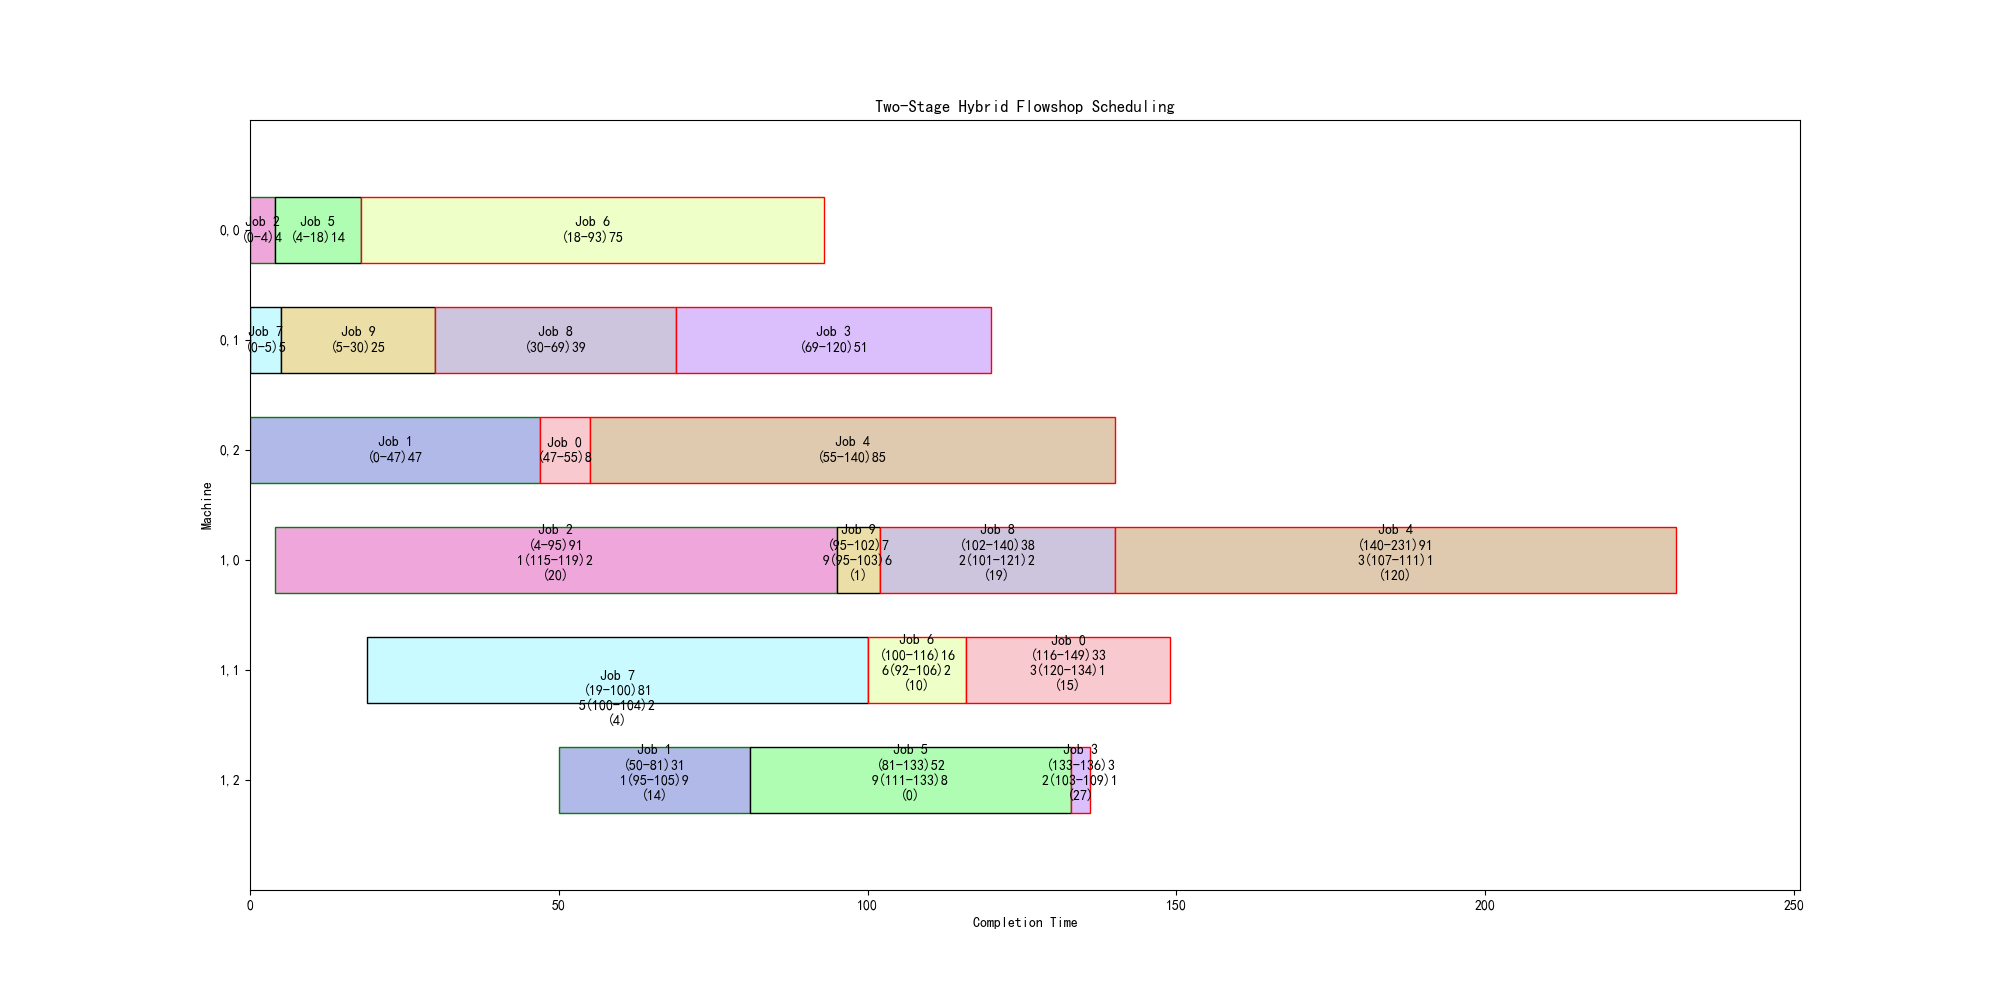 Two-Stage Hybrid Flowshop Scheduling
0,0
Job 2
(0-4)4
Job 5
(4-18)14
Job 6
(18-93)75
0,1
Job 7
(0-5)5
Job 9
(5-30)25
Job 8
(30-69)39
Job 3
(69-120)51
0,2
Job 1
(0-47)47
Job 0
(47-55)8
Job 4
(55-140)85
Machine
1,0
Job 2
(4-95)91
1(115-119)2
(20)
Job 9
(95-102)7
9(95-103)6
(1)
Job 8
(102-140)38
2(101-121)2
(19)
Job 4
(140-231)91
3(107-111)1
(120)
1,1
Job 7
(19-100)81
5(100-104)2
(4)
Job 6
(100-116)16
6(92-106)2
(10)
Job 0
(116-149)33
3(120-134)1
(15)
1,2
Job 1
(50-81)31
1(95-105)9
(14)
Job 5
(81-133)52
9(111-133)8
(0)
Job 3
(133-136)3
2(103-109)1
(27)
0
50
100
150
200
250
Completion Time